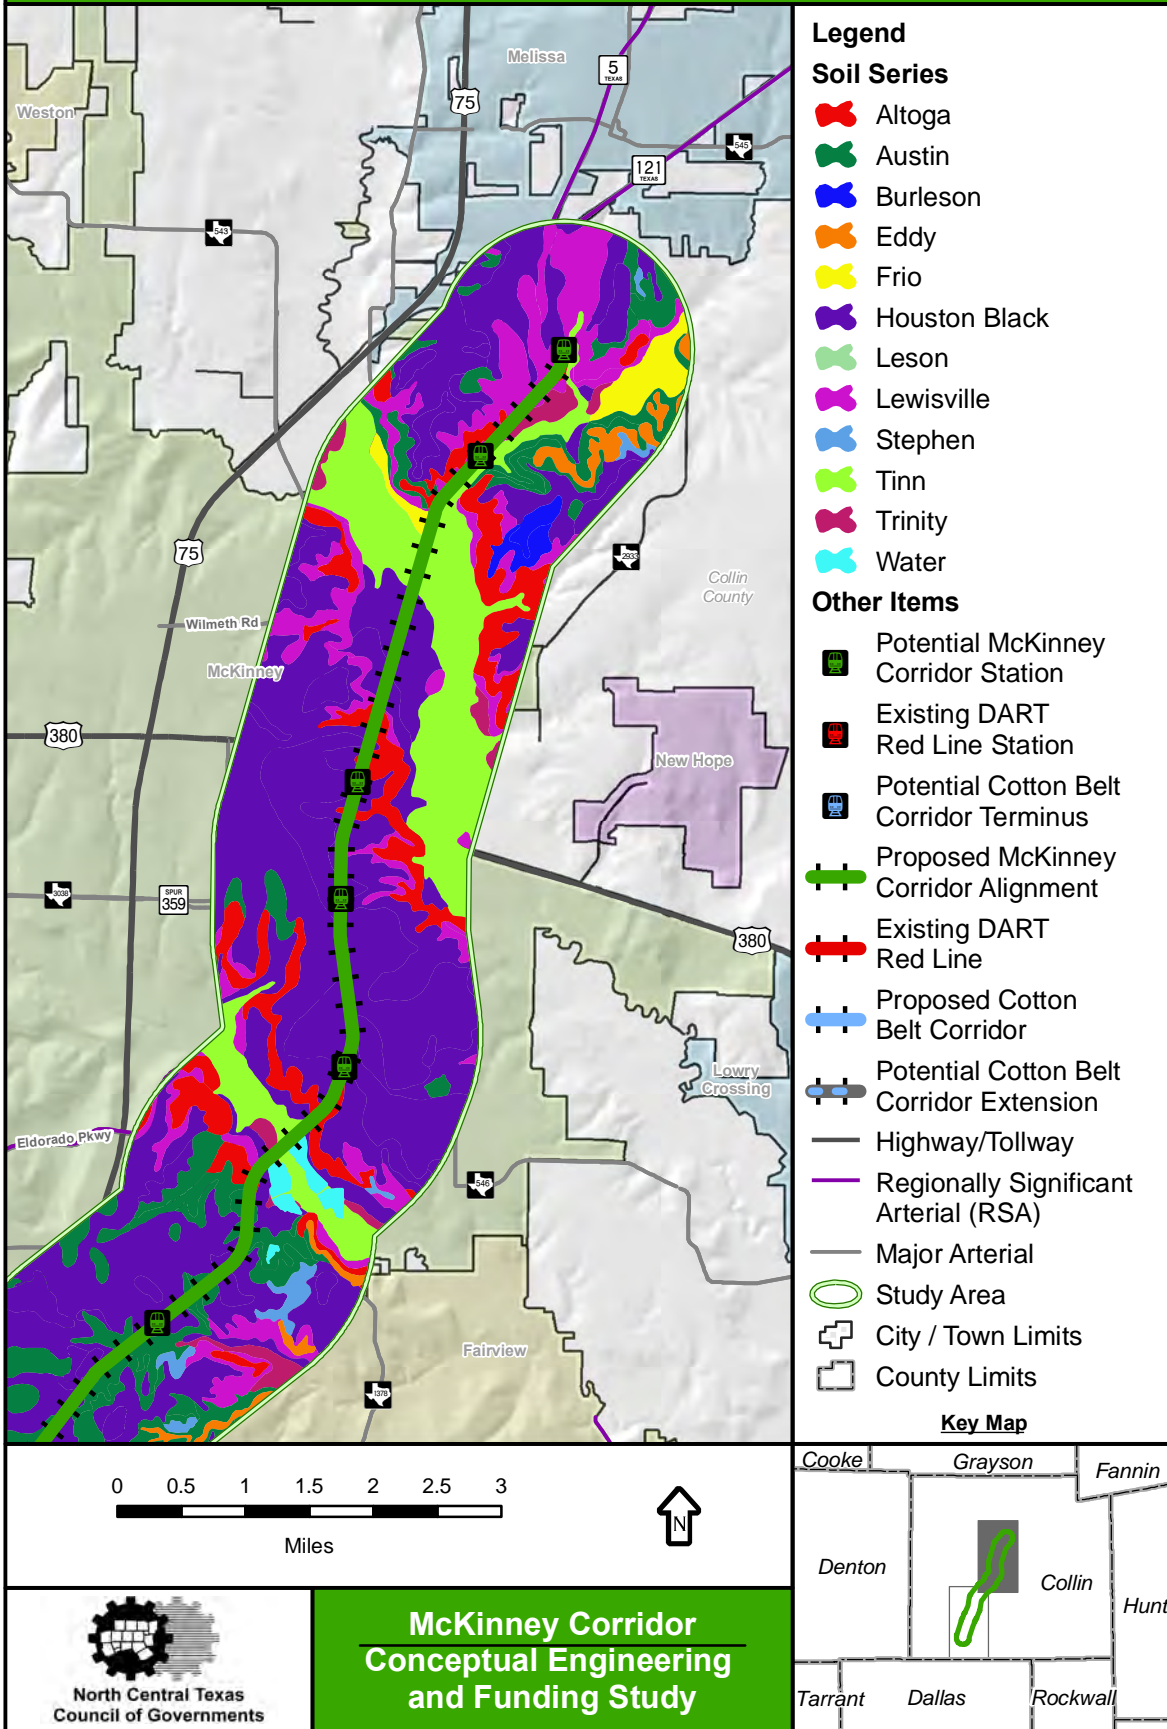 Melissa
5
TEXAS
75
Weston
545
121
TEXAS
543
2933
75
Collin
County
Wilmeth Rd
McKinney
380
New Hope
3038
SPUR
359
380
Lowry
Crossing
Eldorado Pkwy
546
Fairview
1378
Legend
Soil Series
Altoga
Austin
Burleson
Eddy
Frio
Houston Black
Leson
Lewisville
Stephen
Tinn
Trinity
Water
Other Items
Potential McKinney
Corridor Station
Existing DART
Red Line Station
Potential Cotton Belt
Corridor Terminus
Proposed McKinney
Corridor Alignment
Existing DART
Red Line
Proposed Cotton
Belt Corridor
Potential Cotton Belt
Corridor Extension
Highway/Tollway
Regionally Significant
Arterial (RSA)
Major Arterial
Study Area
City / Town Limits
County Limits
Key Map
Cooke
Grayson
Fannin
Denton
Collin
Hunt
Tarrant
Dallas
Rockwall
0 0.5 1 1.5 2 2.5 3
Miles
N
North Central Texas
Council of Governments
McKinney Corridor
Conceptual Engineering
and Funding Study